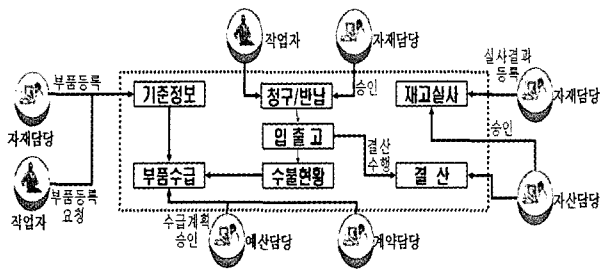 작업자
자재담당
부품등록
승인
실사결과
등록
자재담당
기준정보
청구/반납
재고실사
자재담당
입 출 고
승인
결산
수행
부품수급
수불현황
결 산
부품등록
요청
작업자
수급계획
승인
예산담당
계약담당
자산담당